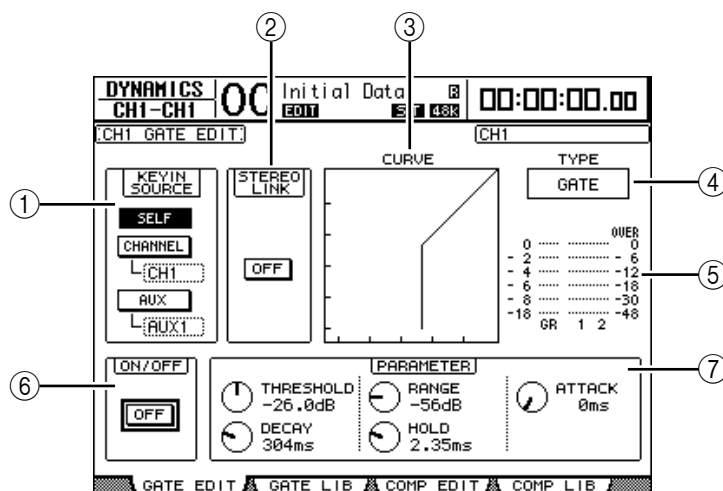 ② ③
DYNAMICS
CH1-CH1
00
Initial Data R
EDIT ST 48K
00:00:00.00
CH1 GATE EDIT
CH1
CURVE
TYPE
GATE
④
①
KEYIN
SOURCE
SELF
CHANNEL
CH1
AUX
AUX1
STEREO
LINK
OFF
OVER
0 0
- 2 - 6
- 4 -12
- 6 -18
- 8 -30
-18 -48
GR 1 2
⑤
⑥
ON/OFF
OFF
PARAMETER
⑦
THRESHOLD
-26.0dB
RANGE
-56dB
ATTACK
0ms
DECAY
304ms
HOLD
2.35ms
GATE EDIT GATE LIB COMP EDIT COMP LIB